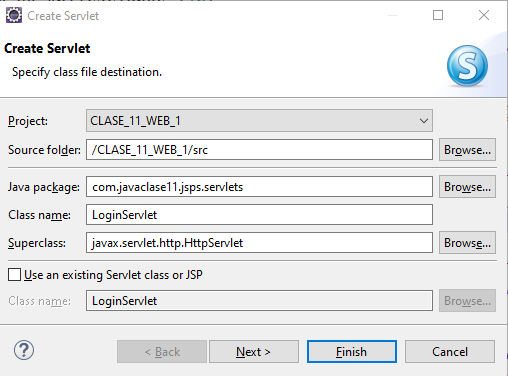 Create Servlet
Create Servlet
Specify class file destination.
S
Project: CLASE_11_WEB_1
Source folder: /CLASE_11_WEB_1/src Browse...
Java package: com.javaclase11.jsps.servlets Browse...
Class name: LoginServlet
Superclass: javax.servlet.http.HttpServlet Browse...
Use an existing Servlet class or JSP
Class name: LoginServlet Browse...
? < Back Next > Finish Cancel